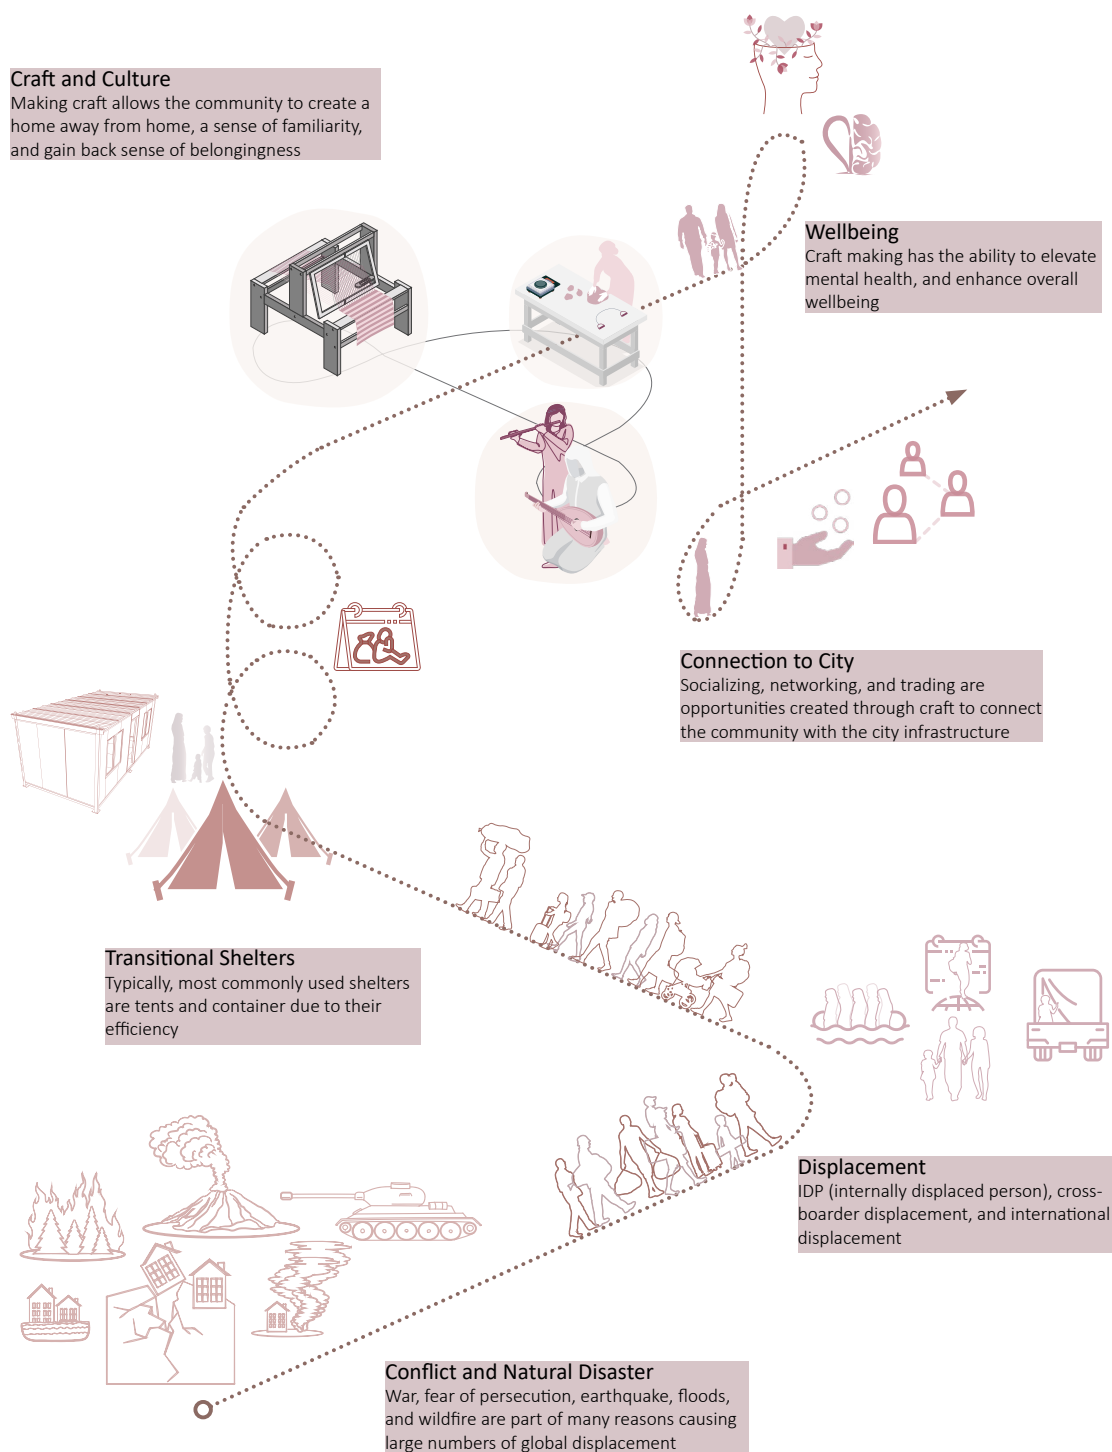 Craft and Culture
Making craft allows the community to create a
home away from home, a sense of familiarity,
and gain back sense of belongingness
Wellbeing
Craft making has the ability to elevate
mental health, and enhance overall
wellbeing
Connection to City
Socializing, networking, and trading are
opportunities created through craft to connect
the community with the city infrastructure
Transitional Shelters
Typically, most commonly used shelters
are tents and container due to their
efficiency
Displacement
IDP (internally displaced person), cross-
boarder displacement, and international
displacement
Conflict and Natural Disaster
War, fear of persecution, earthquake, floods,
and wildfire are part of many reasons causing
large numbers of global displacement